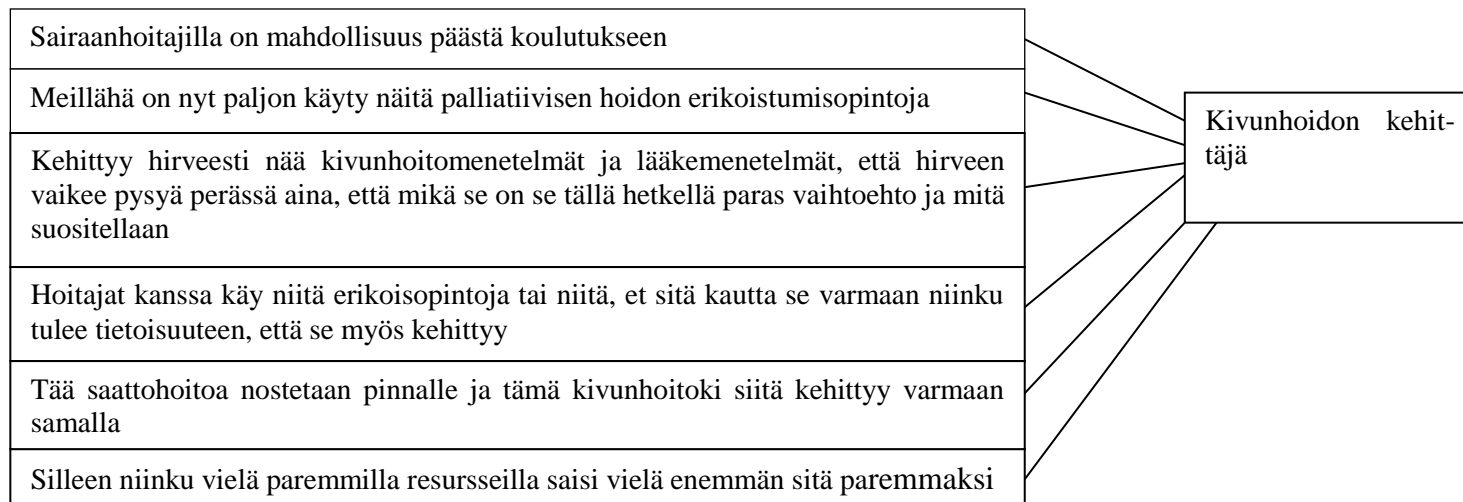 Sairaanhoitajilla on mahdollisuus päästä koulutukseen
Meillähä on nyt paljon käyty näitä palliatiivisen hoidon erikoistumisopintoja
Kehittyy hirveesti nää kivunhoitomenetelmät ja lääkemenetelmät, että hirveen
vaikee pysyä perässä aina, että mikä se on se tällä hetkellä paras vaihtoehto ja mitä
suositellaan
Hoitajat kanssa käy niitä erikoisopintoja tai niitä, et sitä kautta se varmaan niinku
tulee tietoisuuteen, että se myös kehittyy
Tää saattohoitoa nostetaan pinnalle ja tämä kivunhoitoki siitä kehittyy varmaan
samalla
Silleen niinku vielä paremmilla resursseilla saisi vielä enemmän sitä paremmaksi
Kivunhoidon kehit-
täjä